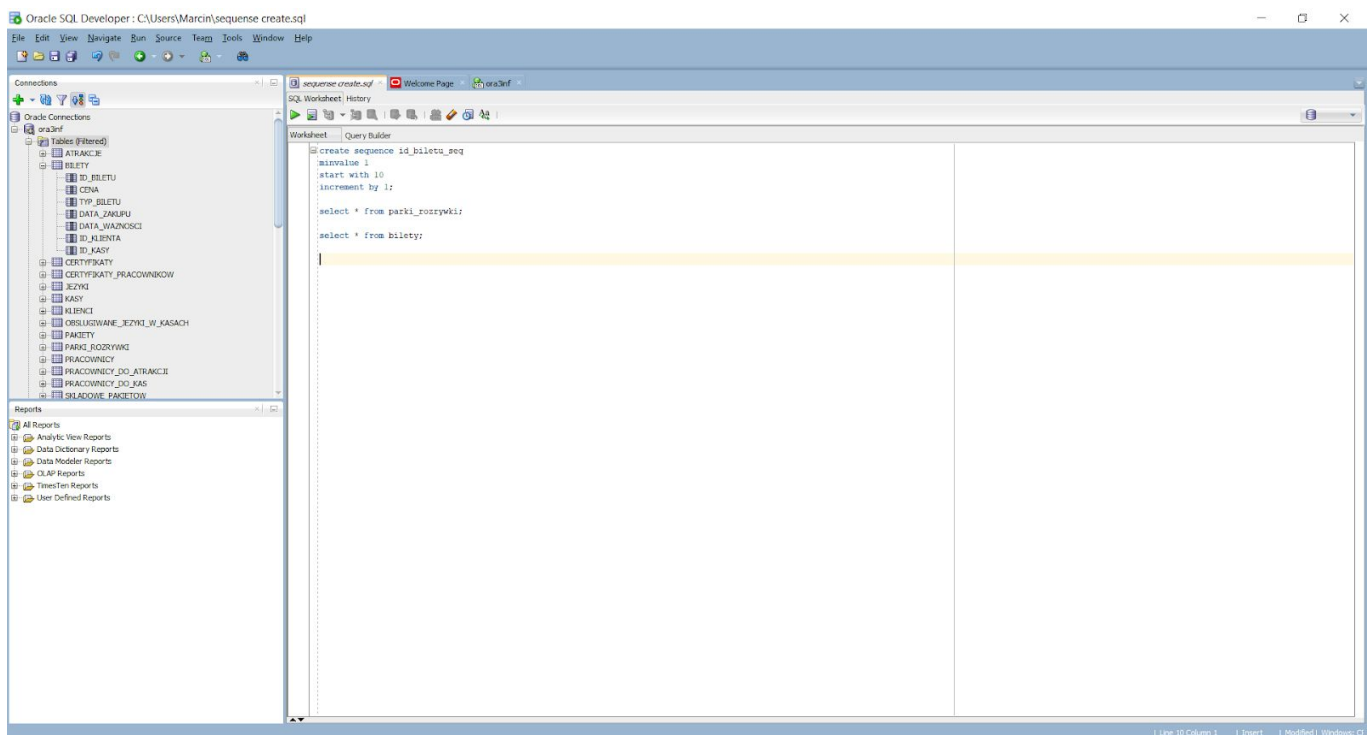 Oracle SQL Developer : C:\Users\Marcin\sequense create.sql
File Edit View Navigate Run Source Team Tools Window Help
Connections
Oracle Connections
ora3inf
Tables (Filtered)
ATRAKCJE
BILETY
ID_BILETU
CENA
TYP_BILETU
DATA_ZAKUPU
DATA_WAZNOSCI
ID_KLIENTA
ID_KASY
CERTYFIKATY
CERTYFIKATY_PRACOWNIKOW
JEZYKI
KASY
KLIENCI
OBSLUGIWANE_JEZYKI_W_KASACH
PAKIETY
PARKI_ROZRYWKI
PRACOWNICY
PRACOWNICY_DO_ATRAKCJI
PRACOWNICY_DO_KAS
SKLADOWE_PAKIETOW
Reports
All Reports
Analytic View Reports
Data Dictionary Reports
Data Modeler Reports
OLAP Reports
TimesTen Reports
User Defined Reports
sequense create.sql Welcome Page ora3inf
SQL Worksheet History
Aa
Worksheet Query Builder
create sequence id_biletu_seq
minvalue 1
start with 10
increment by 1;
select * from parki_rozrywki;
select * from bilety;
Line 10 Column 1 | Insert | Modified | Windows: C